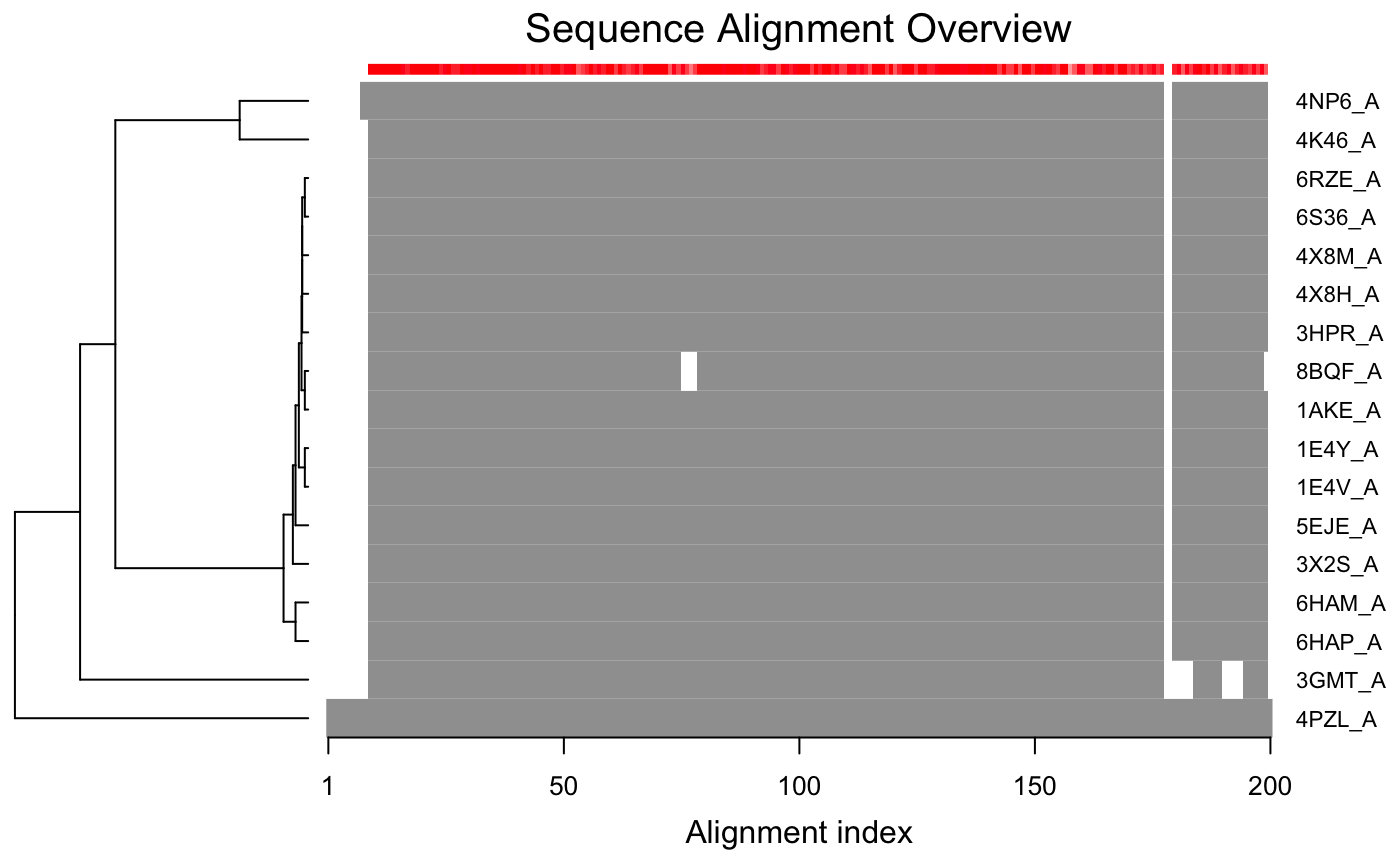 Sequence Alignment Overview
4NP6_A
4K46_A
6RZE_A
6S36_A
4X8M_A
4X8H_A
3HPR_A
8BQF_A
1AKE_A
1E4Y_A
1E4V_A
5EJE_A
3X2S_A
6HAM_A
6HAP_A
3GMT_A
4PZL_A
1 50 100 150 200
Alignment index